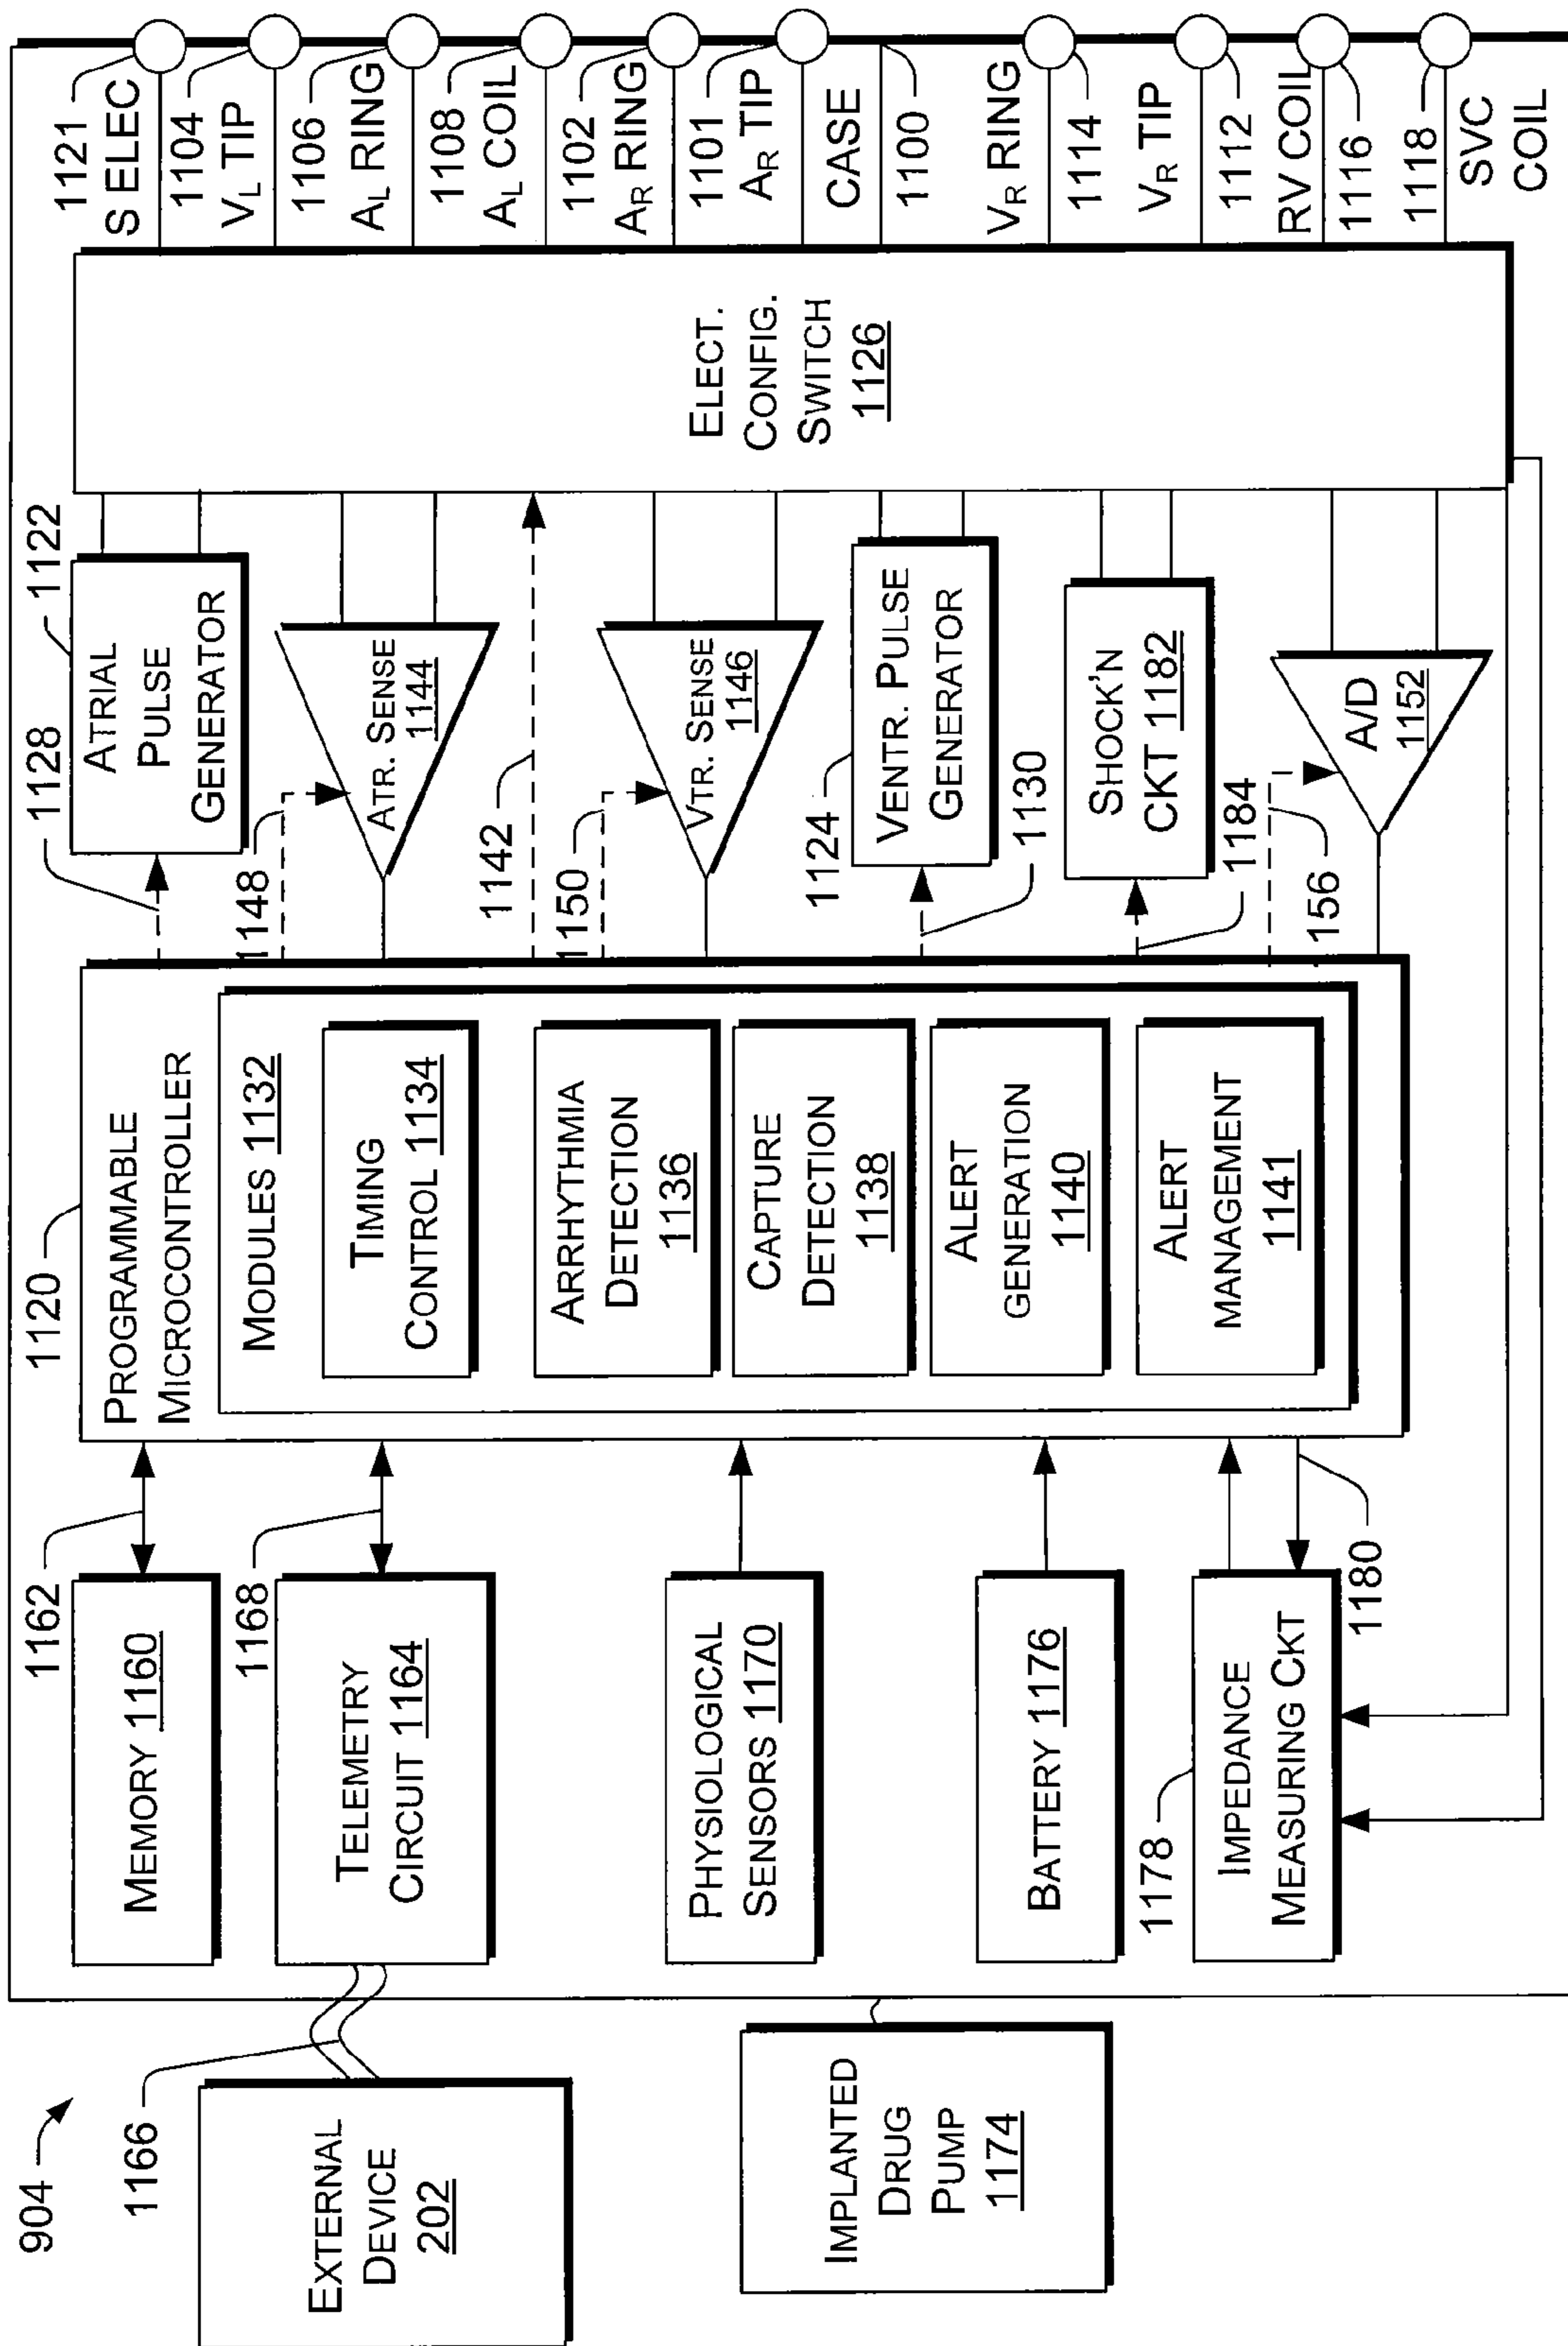 904
1166
EXTERNAL
DEVICE
202
IMPLANTED
DRUG
PUMP
1174
1162
MEMORY 1160
1168
TELEMETRY
CIRCUIT 1164
PHYSIOLOGICAL
SENSORS 1170
BATTERY 1176
1178
IMPEDANCE
MEASURING CKT
1180
1120
PROGRAMMABLE
MICROCONTROLLER
MODULES 1132
TIMING
CONTROL 1134
ARRHYTHMIA
DETECTION
1136
CAPTURE
DETECTION
1138
ALERT
GENERATION
1140
ALERT
MANAGEMENT
1141
1128
1122
ATRIAL
PULSE
GENERATOR
1148
ATR. SENSE
1144
1142
1150
VTR. SENSE
1146
1124
VENTR. PULSE
GENERATOR
1130
SHOCK'N
CKT 1182
1184
156
A/D
1152
ELECT.
CONFIG.
SWITCH
1126
1121
S ELEC
1104
VL TIP
1106
AL RING
1108
AL COIL
1102
AR RING
1101
AR TIP
CASE
1100
VR RING
1114
VR TIP
1112
RV COIL
1116
1118
SVC
COIL